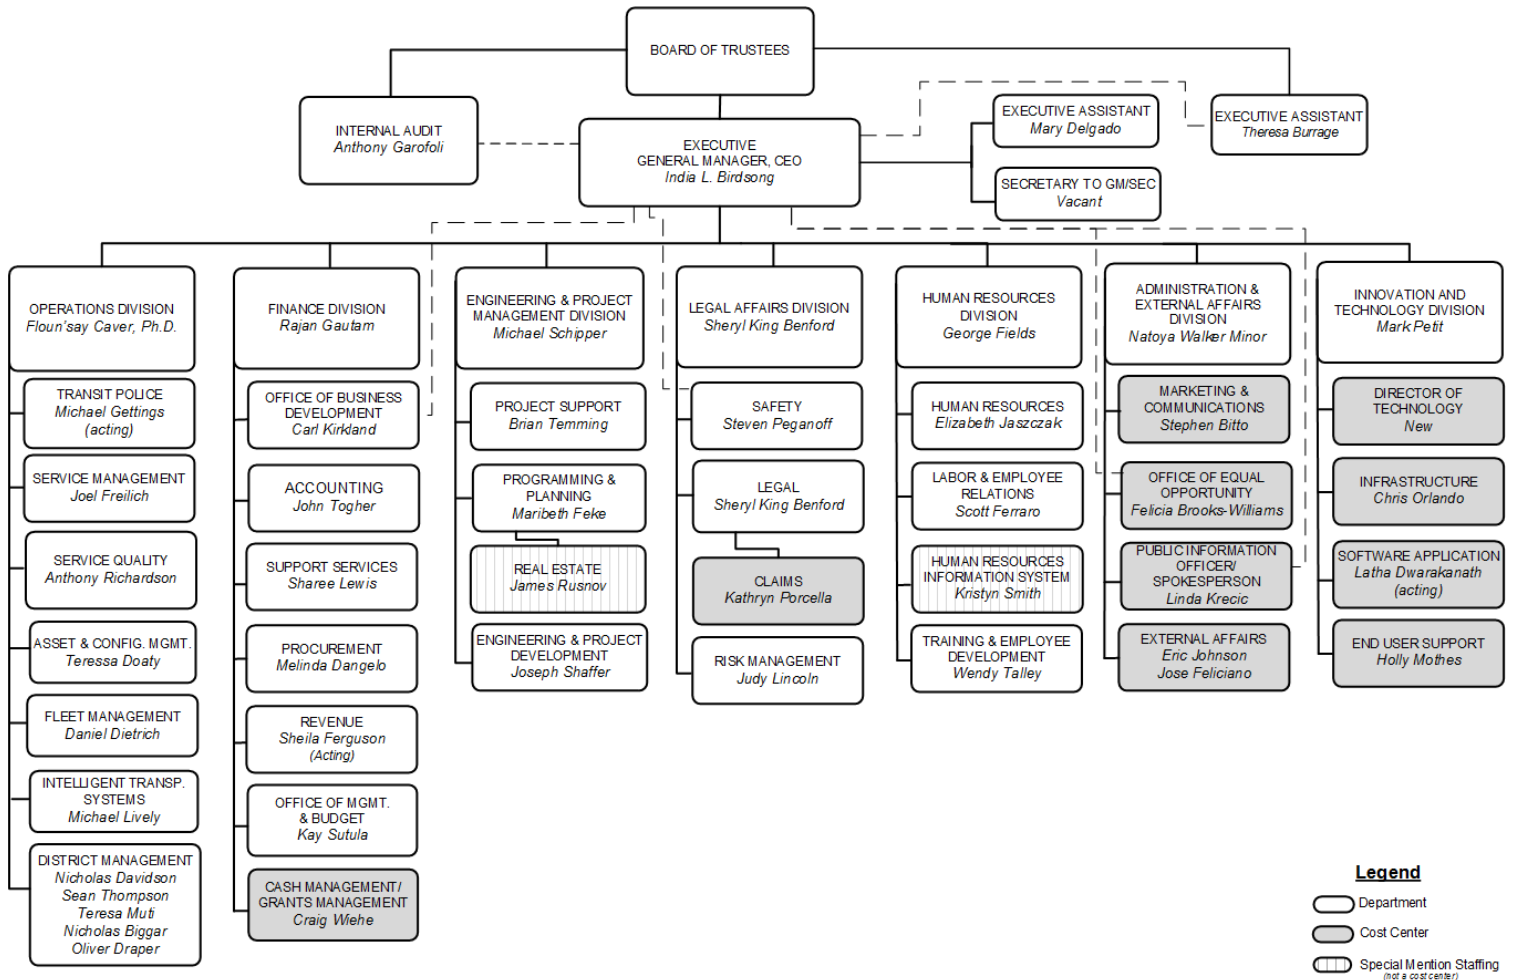 BOARD OF TRUSTEES
INTERNAL AUDIT
Anthony Garofoli
EXECUTIVE
GENERAL MANAGER, CEO
India L. Birdsong
EXECUTIVE ASSISTANT
Mary Delgado
EXECUTIVE ASSISTANT
Theresa Burrage
SECRETARY TO GM/SEC
Vacant
OPERATIONS DIVISION
Floun'say Caver, Ph.D.
TRANSIT POLICE
Michael Gettings
(acting)
SERVICE MANAGEMENT
Joel Freilich
SERVICE QUALITY
Anthony Richardson
ASSET & CONFIG. MGMT.
Teressa Doaty
FLEET MANAGEMENT
Daniel Dietrich
INTELLIGENT TRANSP.
SYSTEMS
Michael Lively
DISTRICT MANAGEMENT
Nicholas Davidson
Sean Thompson
Teresa Muti
Nicholas Biggar
Oliver Draper
FINANCE DIVISION
Rajan Gautam
OFFICE OF BUSINESS
DEVELOPMENT
Carl Kirkland
ACCOUNTING
John Togher
SUPPORT SERVICES
Sharee Lewis
PROCUREMENT
Melinda Dangelo
REVENUE
Sheila Ferguson
(Acting)
OFFICE OF MGMT.
& BUDGET
Kay Sutula
CASH MANAGEMENT/
GRANTS MANAGEMENT
Craig Wiehe
ENGINEERING & PROJECT
MANAGEMENT DIVISION
Michael Schipper
PROJECT SUPPORT
Brian Temming
PROGRAMMING &
PLANNING
Maribeth Feke
REAL ESTATE
James Rusnov
ENGINEERING & PROJECT
DEVELOPMENT
Joseph Shaffer
LEGAL AFFAIRS DIVISION
Sheryl King Benford
SAFETY
Steven Peganoff
LEGAL
Sheryl King Benford
CLAIMS
Kathryn Porcella
RISK MANAGEMENT
Judy Lincoln
HUMAN RESOURCES
DIVISION
George Fields
HUMAN RESOURCES
Elizabeth Jaszczak
LABOR & EMPLOYEE
RELATIONS
Scott Ferraro
HUMAN RESOURCES
INFORMATION SYSTEM
Kristyn Smith
TRAINING & EMPLOYEE
DEVELOPMENT
Wendy Talley
ADMINISTRATION &
EXTERNAL AFFAIRS
DIVISION
Natoya Walker Minor
MARKETING &
COMMUNICATIONS
Stephen Bitto
OFFICE OF EQUAL
OPPORTUNITY
Felicia Brooks-Williams
PUBLIC INFORMATION
OFFICER/
SPOKESPERSON
Linda Krecic
EXTERNAL AFFAIRS
Eric Johnson
Jose Feliciano
INNOVATION AND
TECHNOLOGY DIVISION
Mark Petit
DIRECTOR OF
TECHNOLOGY
New
INFRASTRUCTURE
Chris Orlando
SOFTWARE APPLICATION
Latha Dwarakanath
(acting)
END USER SUPPORT
Holly Mothes
Legend
Department
Cost Center
Special Mention Staffing
(not a cost center)